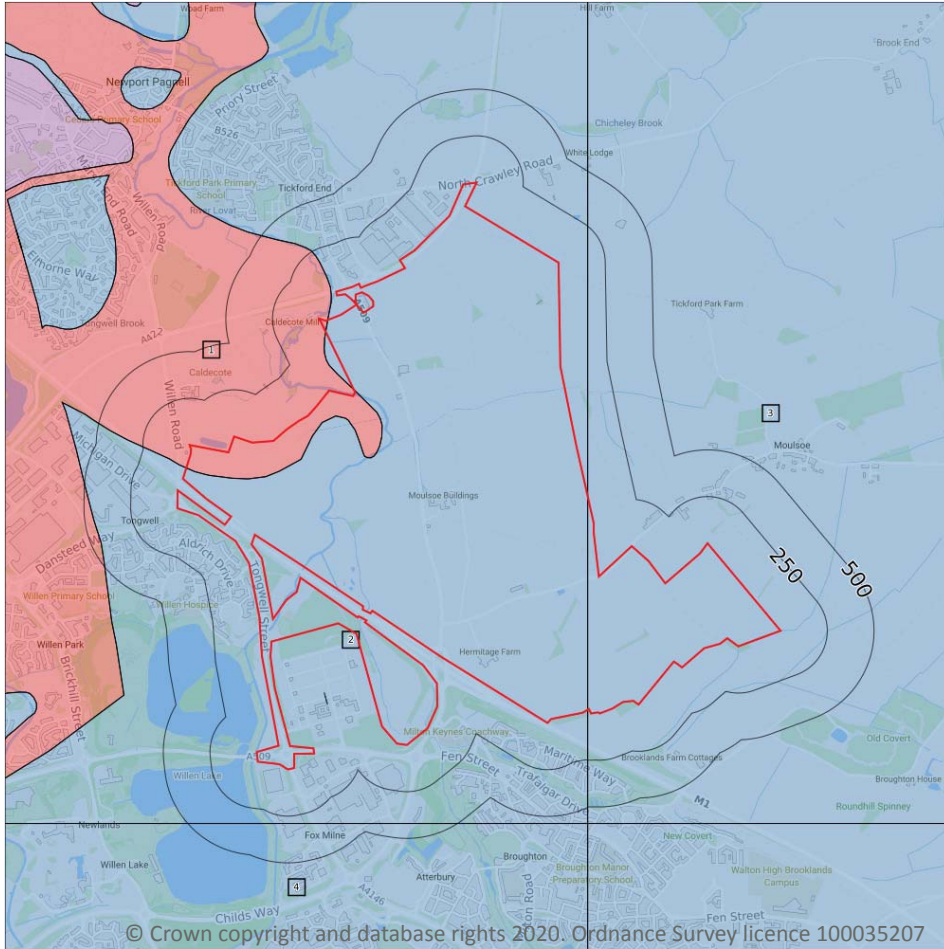 Woad Farm
Hill Farm
Brook End
Newport Pagnell
Priory Street
B526
Chicheley Brook
White Lodge
Marsh End Road
Willen Road
Tickford Park Primary
School
Tickford End
North Crawley Road
River Lovat
Tickford Park Farm
A509
Caldecote Mill
A422
1
Caldecote
Willen Road
3
Moulsoe
Michigan Drive
Moulsoe Buildings
Tongwell
Dansteed Way
Aldrich Drive
250
500
Willen Primary School
Willen Hospice
Tongwell Street
Willen Park
2
Hermitage Farm
Brickhill Street
Milton Keynes Coachway
A509
Fen Street
Maritime Way
Brooklands Farm Cottages
Old Covert
Willen Lake
Trafalgar Drive
M1
Broughton House
Roundhill Spinney
Newlands
Fox Milne
New Covert
Willen Lake
Broughton
Broughton Manor
Preparatory School
Walton High Brooklands
Campus
4
Atterbury
A4146
Childs Way
Fen Street
© Crown copyright and database rights 2020. Ordnance Survey licence 100035207